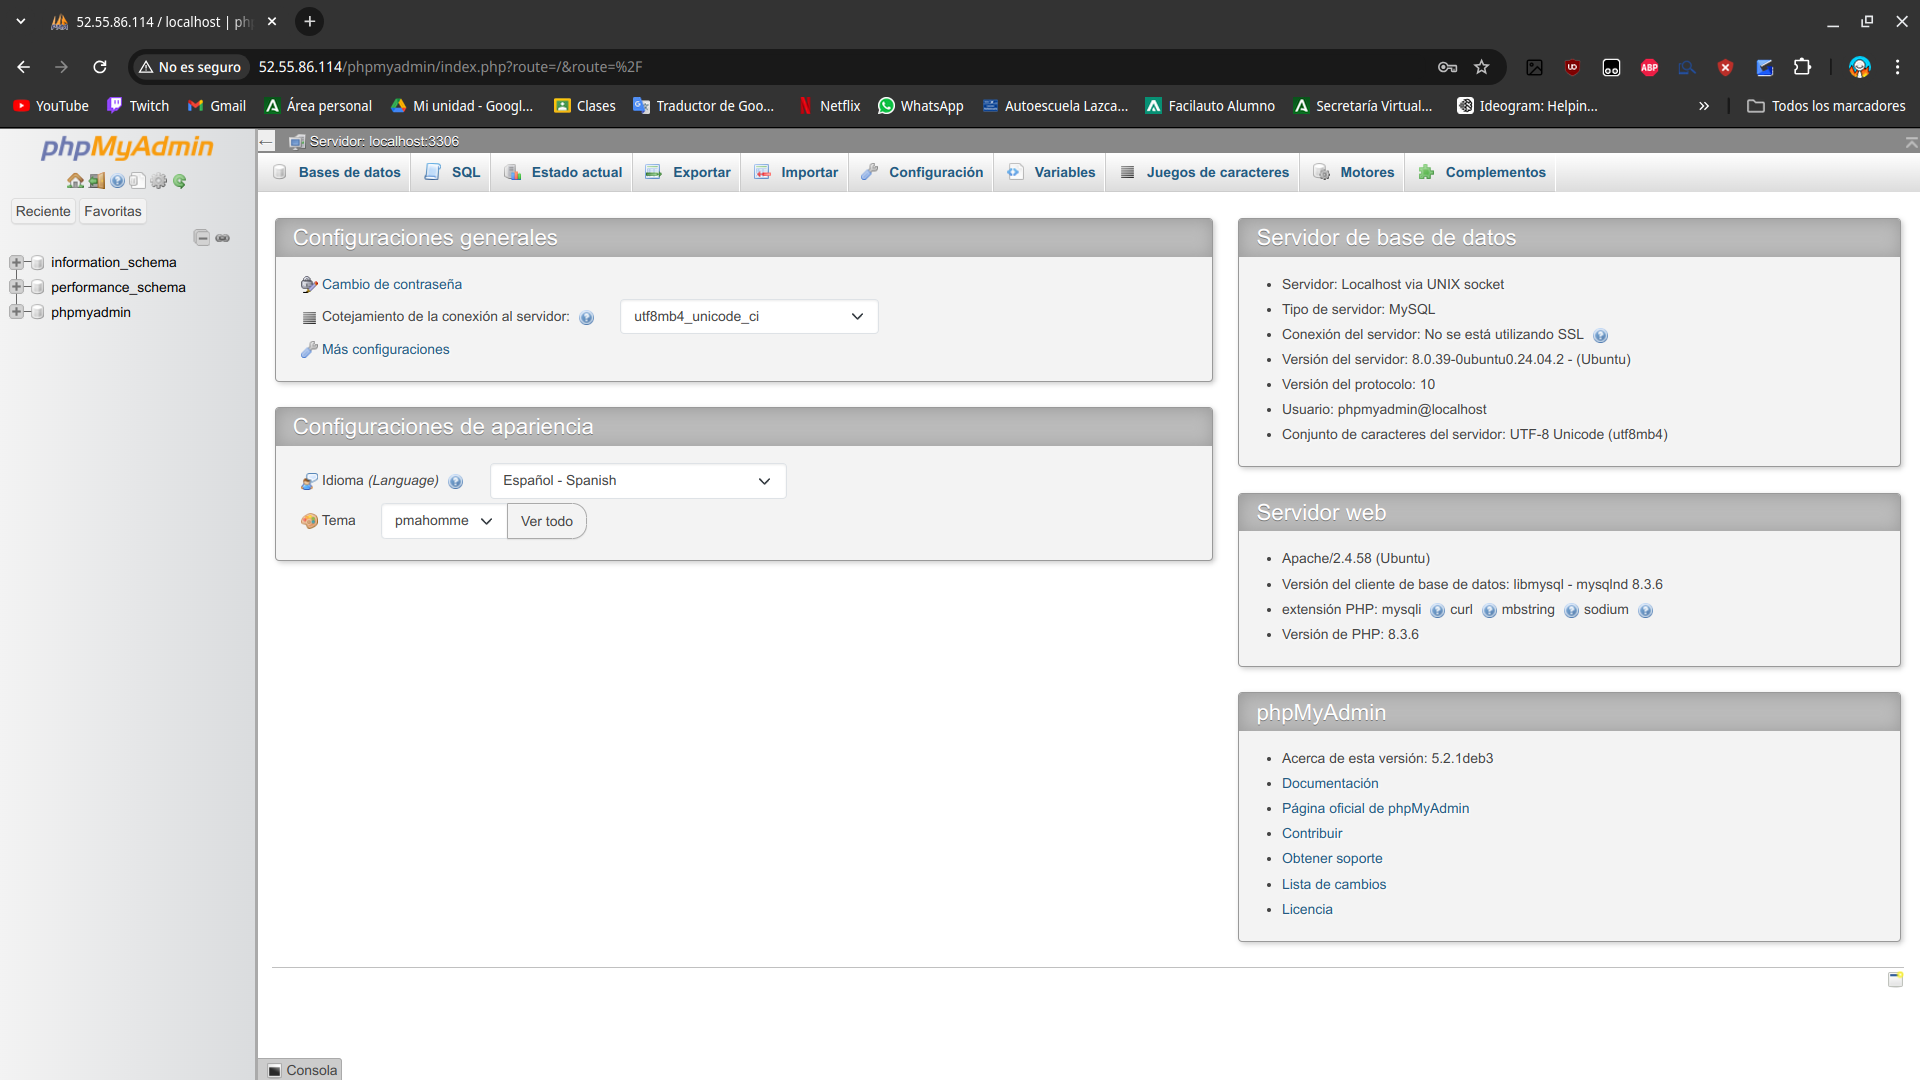 52.55.86.114 / localhost | ph
No es seguro
52.55.86.114/phpmyadmin/index.php?route=/&route=%2F
YouTube
Twitch
Gmail
Área personal
Mi unidad - Googl...
Clases
Traductor de Goo...
Netflix
WhatsApp
Autoescuela Lazca...
Facilauto Alumno
Secretaría Virtual...
Ideogram: Helpin...
»
Todos los marcadores
phpMyAdmin
Reciente
Favoritas
information_schema
performance_schema
phpmyadmin
Servidor: localhost:3306
Bases de datos
SQL
Estado actual
Exportar
Importar
Configuración
Variables
Juegos de caracteres
Motores
Complementos
Configuraciones generales
Cambio de contraseña
Cotejamiento de la conexión al servidor:
utf8mb4_unicode_ci
Más configuraciones
Configuraciones de apariencia
Idioma (Language)
Español - Spanish
Tema
pmahomme
Ver todo
Servidor de base de datos
Servidor: Localhost via UNIX socket
Tipo de servidor: MySQL
Conexión del servidor: No se está utilizando SSL
Versión del servidor: 8.0.39-0ubuntu0.24.04.2 - (Ubuntu)
Versión del protocolo: 10
Usuario: phpmyadmin@localhost
Conjunto de caracteres del servidor: UTF-8 Unicode (utf8mb4)
Servidor web
Apache/2.4.58 (Ubuntu)
Versión del cliente de base de datos: libmysql - mysqlnd 8.3.6
extensión PHP: mysqli curl mbstring sodium
Versión de PHP: 8.3.6
phpMyAdmin
Acerca de esta versión: 5.2.1deb3
Documentación
Página oficial de phpMyAdmin
Contribuir
Obtener soporte
Lista de cambios
Licencia
Consola